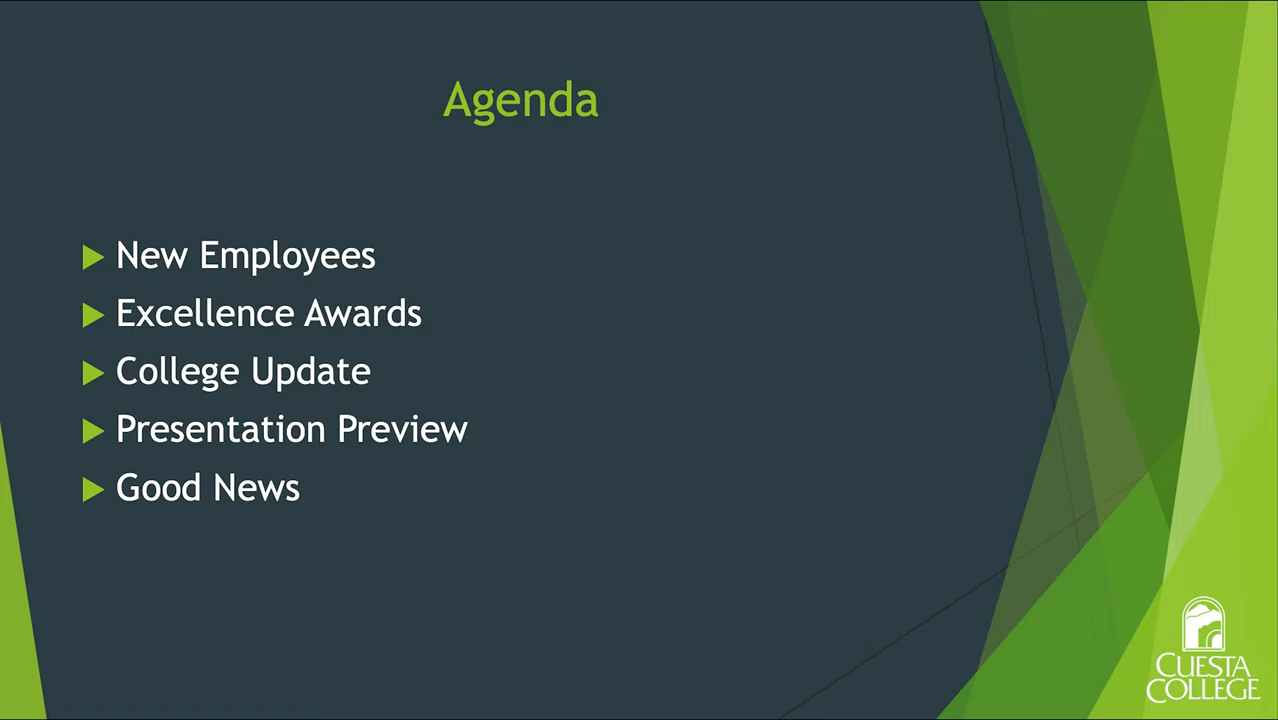 Agenda
New Employees
Excellence Awards
College Update
Presentation Preview
Good News
CUESTA
COLLEGE